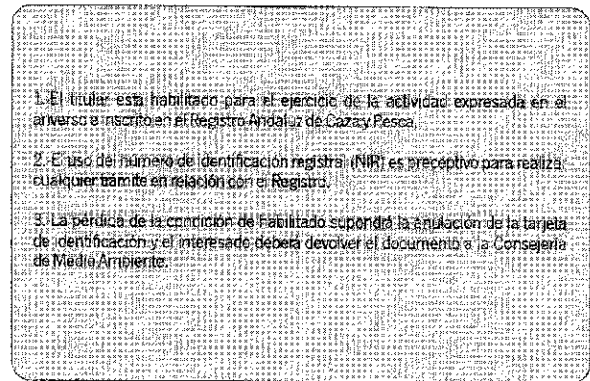 1. El titular esta habilitado para el ejercicio de la actividad expresada en el
anverso e inscrito en el Registro Andaluz de Caza y Pesca.
2. El uso del número de identificación registral (NIR) es preceptivo para realizar
cualquier trámite en relación con el Registro.
3. La pérdida de la condición de habilitado supondrá la anulación de la tarjeta
de identificación y el interesado deberá devolver el documento a la Consejería
de Medio Ambiente.